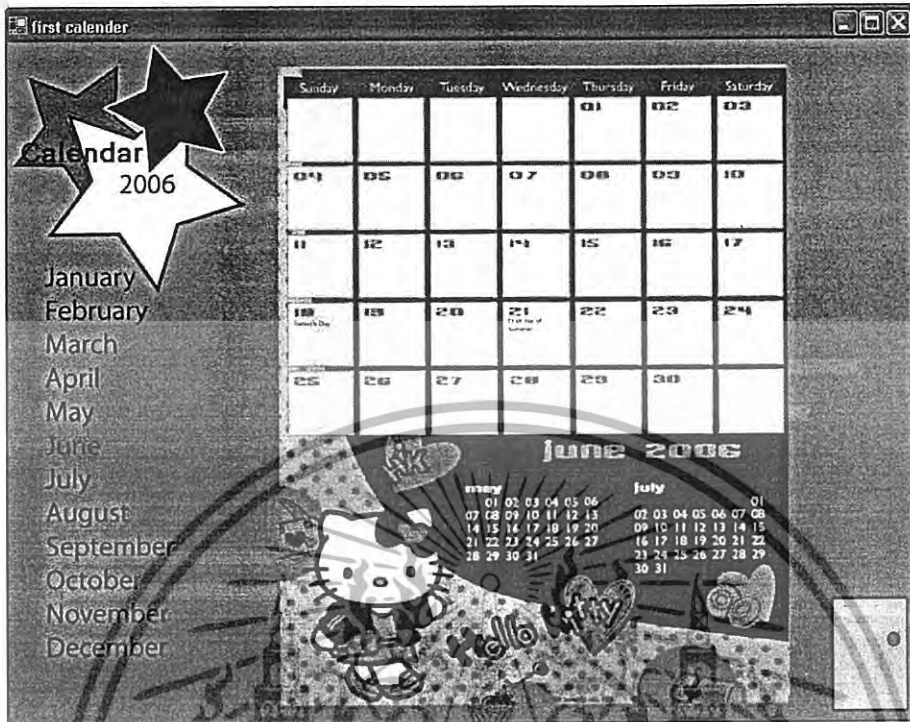 first calender
Calendar
2006
January
February
March
April
May
June
July
August
September
October
November
December
Sunday Monday Tuesday Wednesday Thursday Friday Saturday
01 02 03
04 05 06 07 08 09 10
11 12 13 14 15 16 17
18 19 20 21 22 23 24
25 26 27 28 29 30
june 2006
may
01 02 03 04 05 06
07 08 09 10 11 12 13
14 15 16 17 18 19 20
21 22 23 24 25 26 27
28 29 30 31
july
01
02 03 04 05 06 07 08
09 10 11 12 13 14 15
16 17 18 19 20 21 22
23 24 25 26 27 28 29
30 31
Hello
Kitty